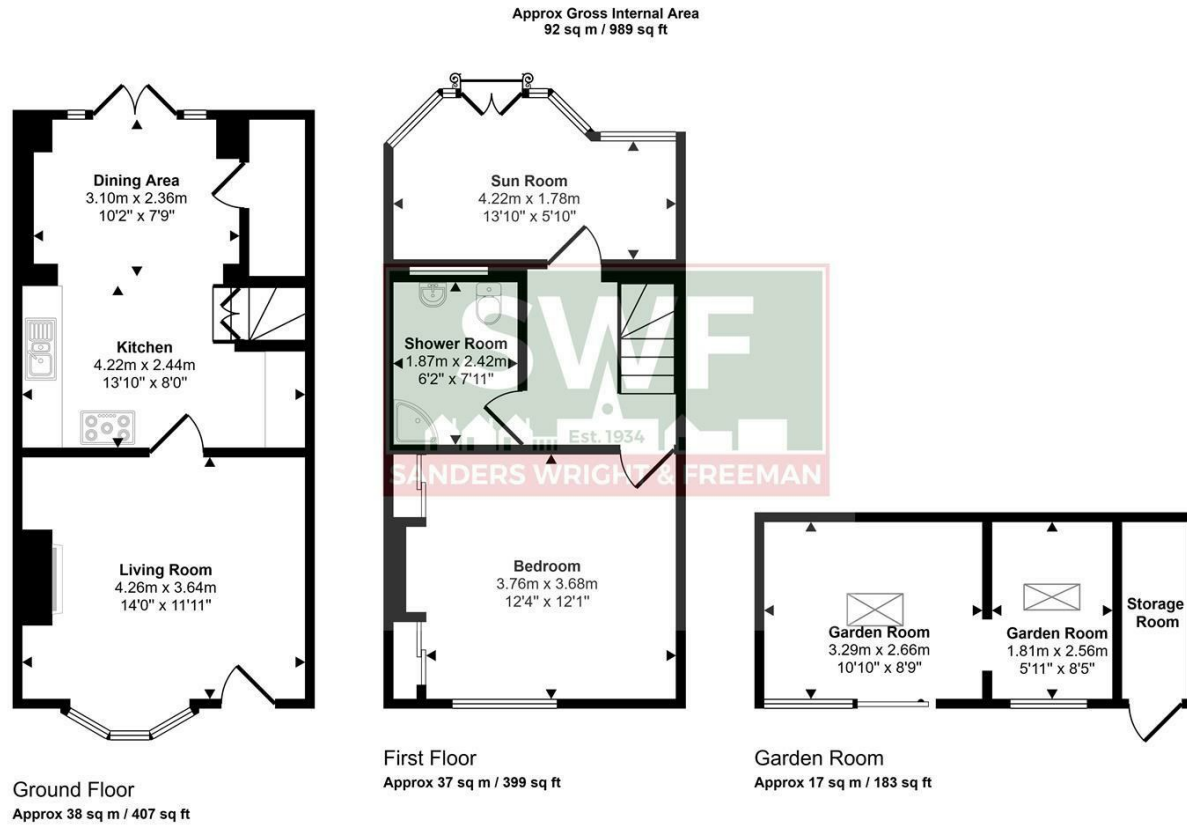 Approx Gross Internal Area
92 sq m / 989 sq ft
Dining Area
3.10m x 2.36m
10'2" x 7'9"
Kitchen
4.22m x 2.44m
13'10" x 8'0"
Living Room
4.26m x 3.64m
14'0" x 11'11"
Ground Floor
Approx 38 sq m / 407 sq ft
Sun Room
4.22m x 1.78m
13'10" x 5'10"
Shower Room
1.87m x 2.42m
6'2" x 7'11"
SWF
Est. 1934
SANDERS WRIGHT & FREEMAN
Bedroom
3.76m x 3.68m
12'4" x 12'1"
First Floor
Approx 37 sq m / 399 sq ft
Garden Room
3.29m x 2.66m
10'10" x 8'9"
Garden Room
1.81m x 2.56m
5'11" x 8'5"
Storage
Room
Garden Room
Approx 17 sq m / 183 sq ft